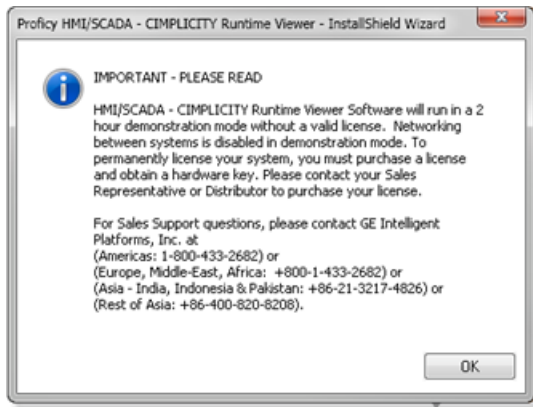 Proficy HMI/SCADA - CIMPLICITY Runtime Viewer - InstallShield Wizard
IMPORTANT - PLEASE READ
HMI/SCADA - CIMPLICITY Runtime Viewer Software will run in a 2
hour demonstration mode without a valid license. Networking
between systems is disabled in demonstration mode. To
permanently license your system, you must purchase a license
and obtain a hardware key. Please contact your Sales
Representative or Distributor to purchase your license.
For Sales Support questions, please contact GE Intelligent
Platforms, Inc. at
(Americas: 1-800-433-2682) or
(Europe, Middle-East, Africa: +800-1-433-2682) or
(Asia - India, Indonesia & Pakistan: +86-21-3217-4826) or
(Rest of Asia: +86-400-820-8208).
OK